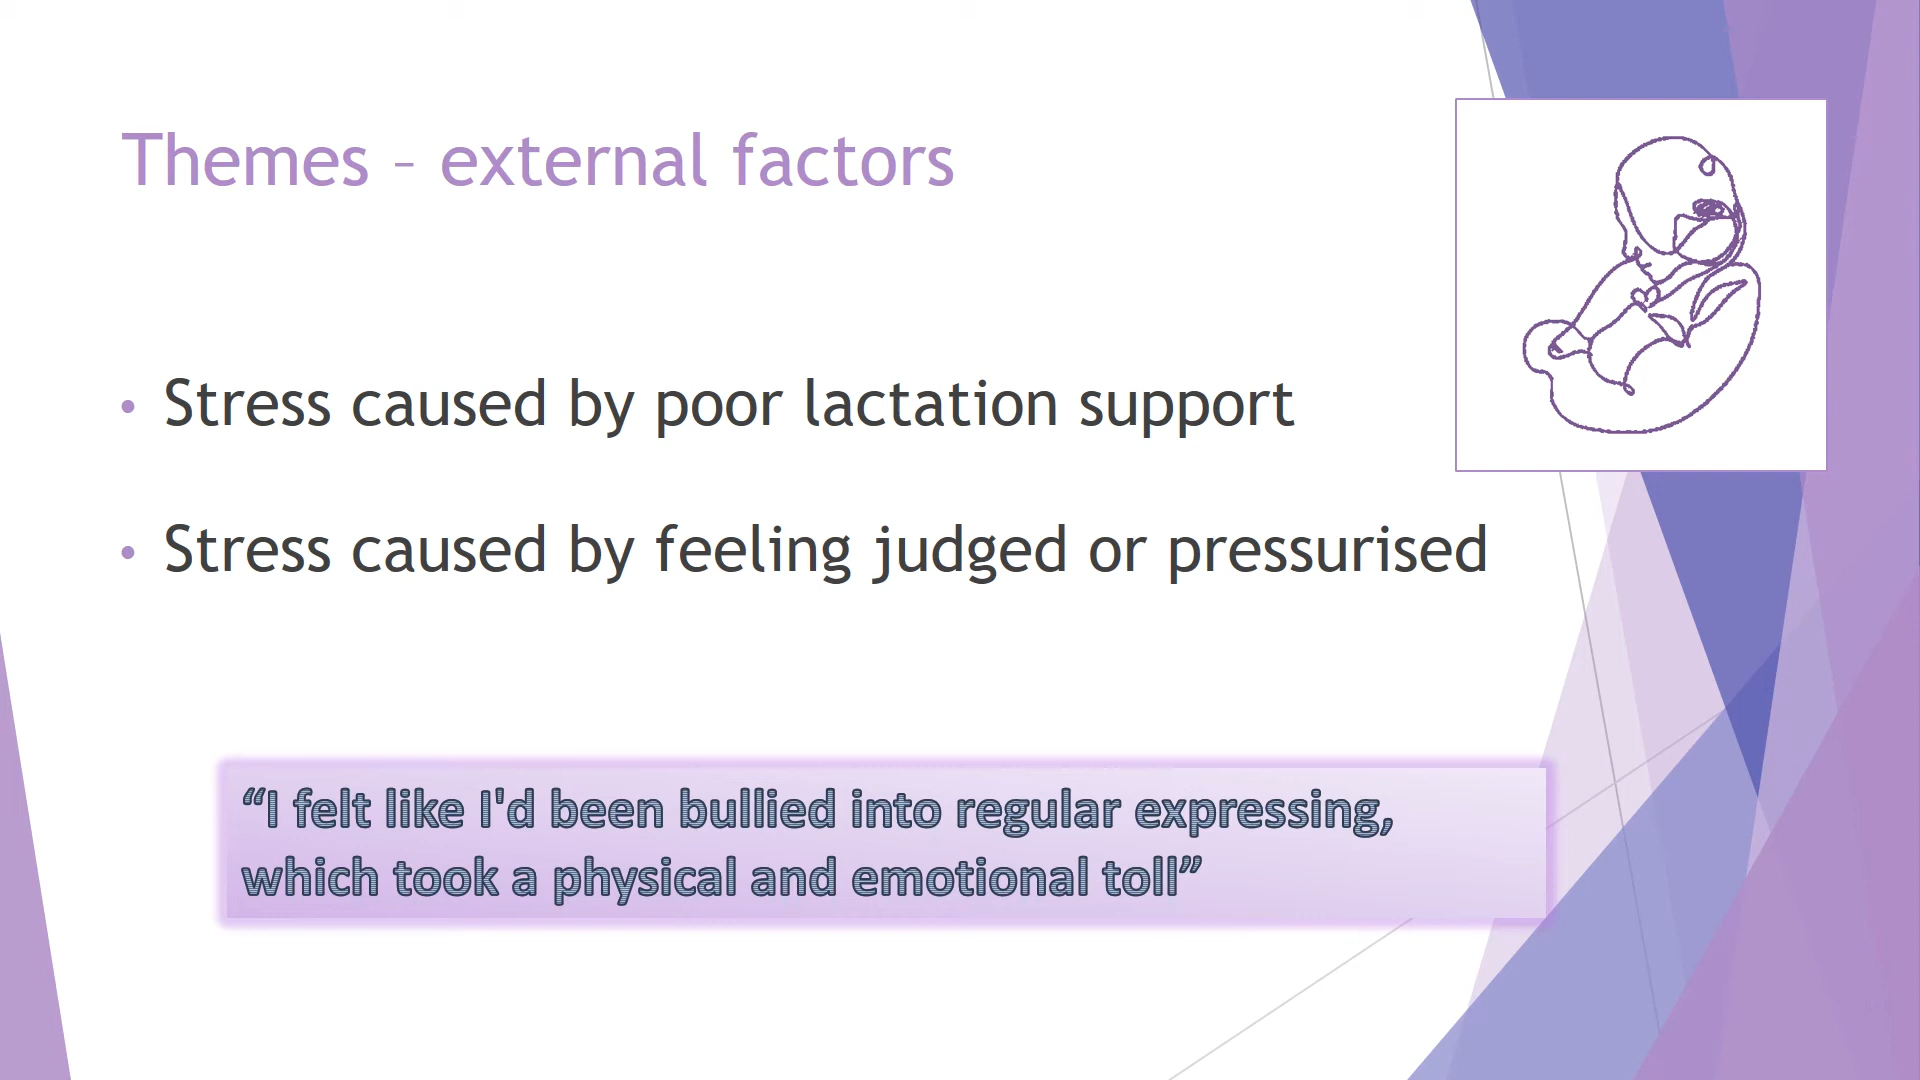 Themes – external factors
• Stress caused by poor lactation support
• Stress caused by feeling judged or pressurised
“I felt like I'd been bullied into regular expressing,
which took a physical and emotional toll”